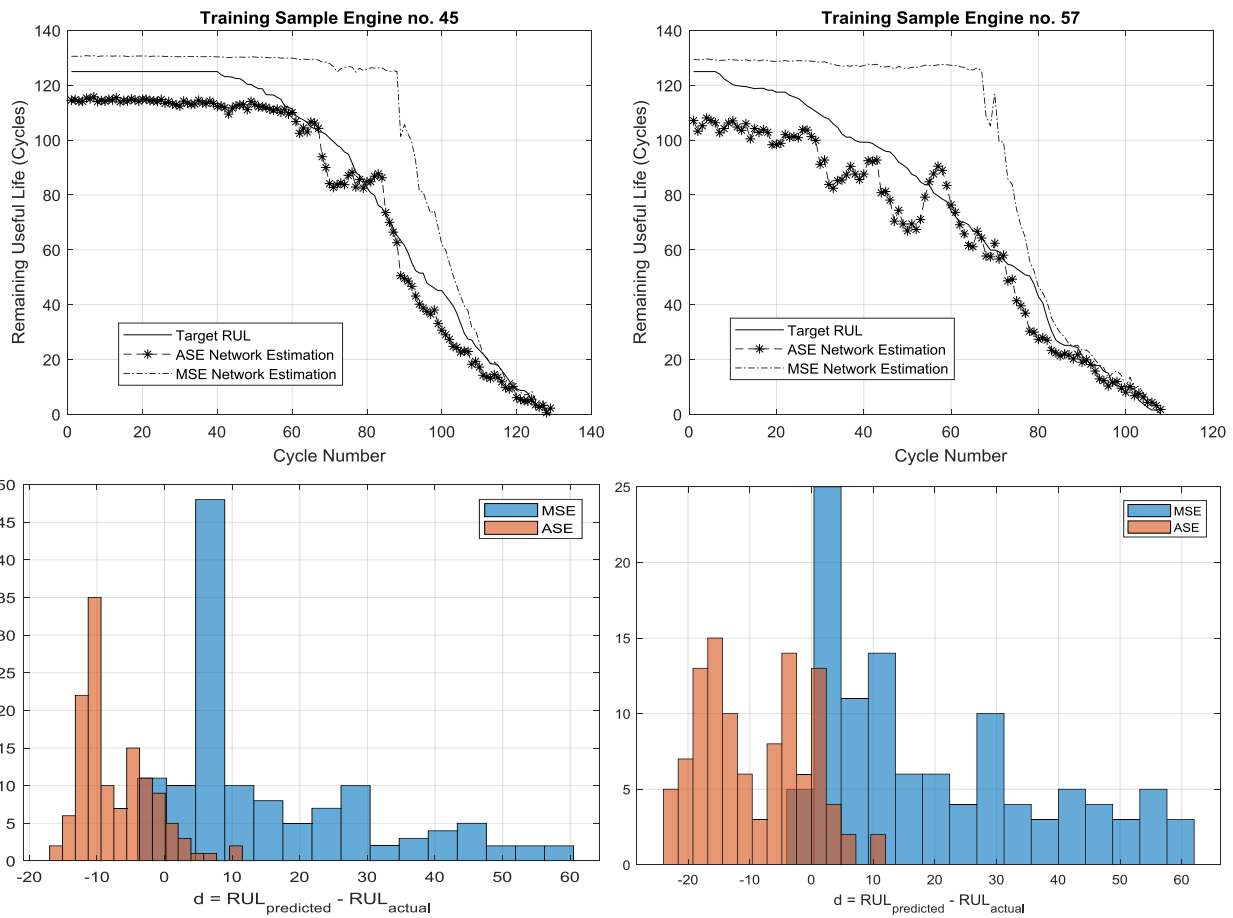 Training Sample Engine no. 45
140
120
100
80
60
40
20
0
Remaining Useful Life (Cycles)
Target RUL
ASE Network Estimation
MSE Network Estimation
0 20 40 60 80 100 120 140
Cycle Number
Training Sample Engine no. 57
140
120
100
80
60
40
20
0
Remaining Useful Life (Cycles)
Target RUL
ASE Network Estimation
MSE Network Estimation
0 20 40 60 80 100 120
Cycle Number
50
45
40
35
30
25
20
15
10
5
0
MSE
ASE
-20 -10 0 10 20 30 40 50 60
d = RULpredicted - RULactual
25
20
15
10
5
0
MSE
ASE
-20 -10 0 10 20 30 40 50 60
d = RULpredicted - RULactual